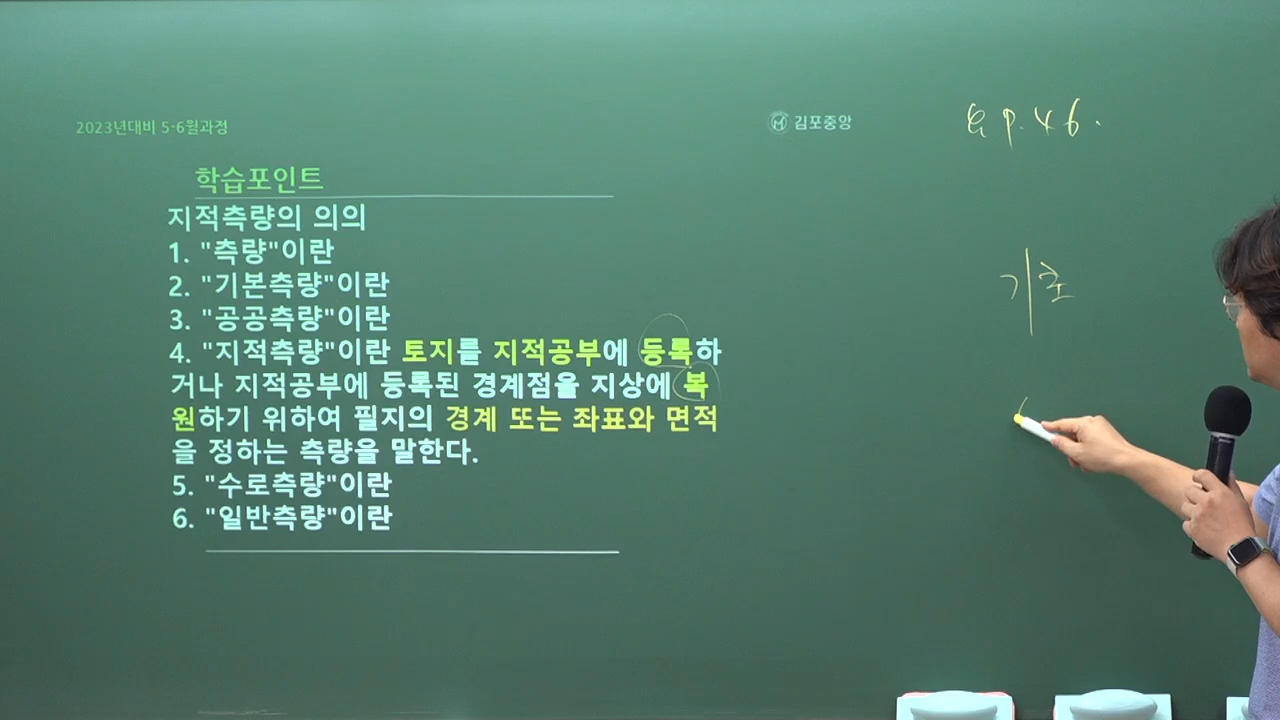 2023년대비 5-6월과정
김포중앙
p.46.
학습포인트
지적측량의 의의
1. "측량"이란
2. "기본측량"이란
3. "공공측량"이란
4. "지적측량"이란 토지를 지적공부에 등록하
거나 지적공부에 등록된 경계점을 지상에 복
원하기 위하여 필지의 경계 또는 좌표와 면적
을 정하는 측량을 말한다.
5. "수로측량"이란
6. "일반측량"이란
기초